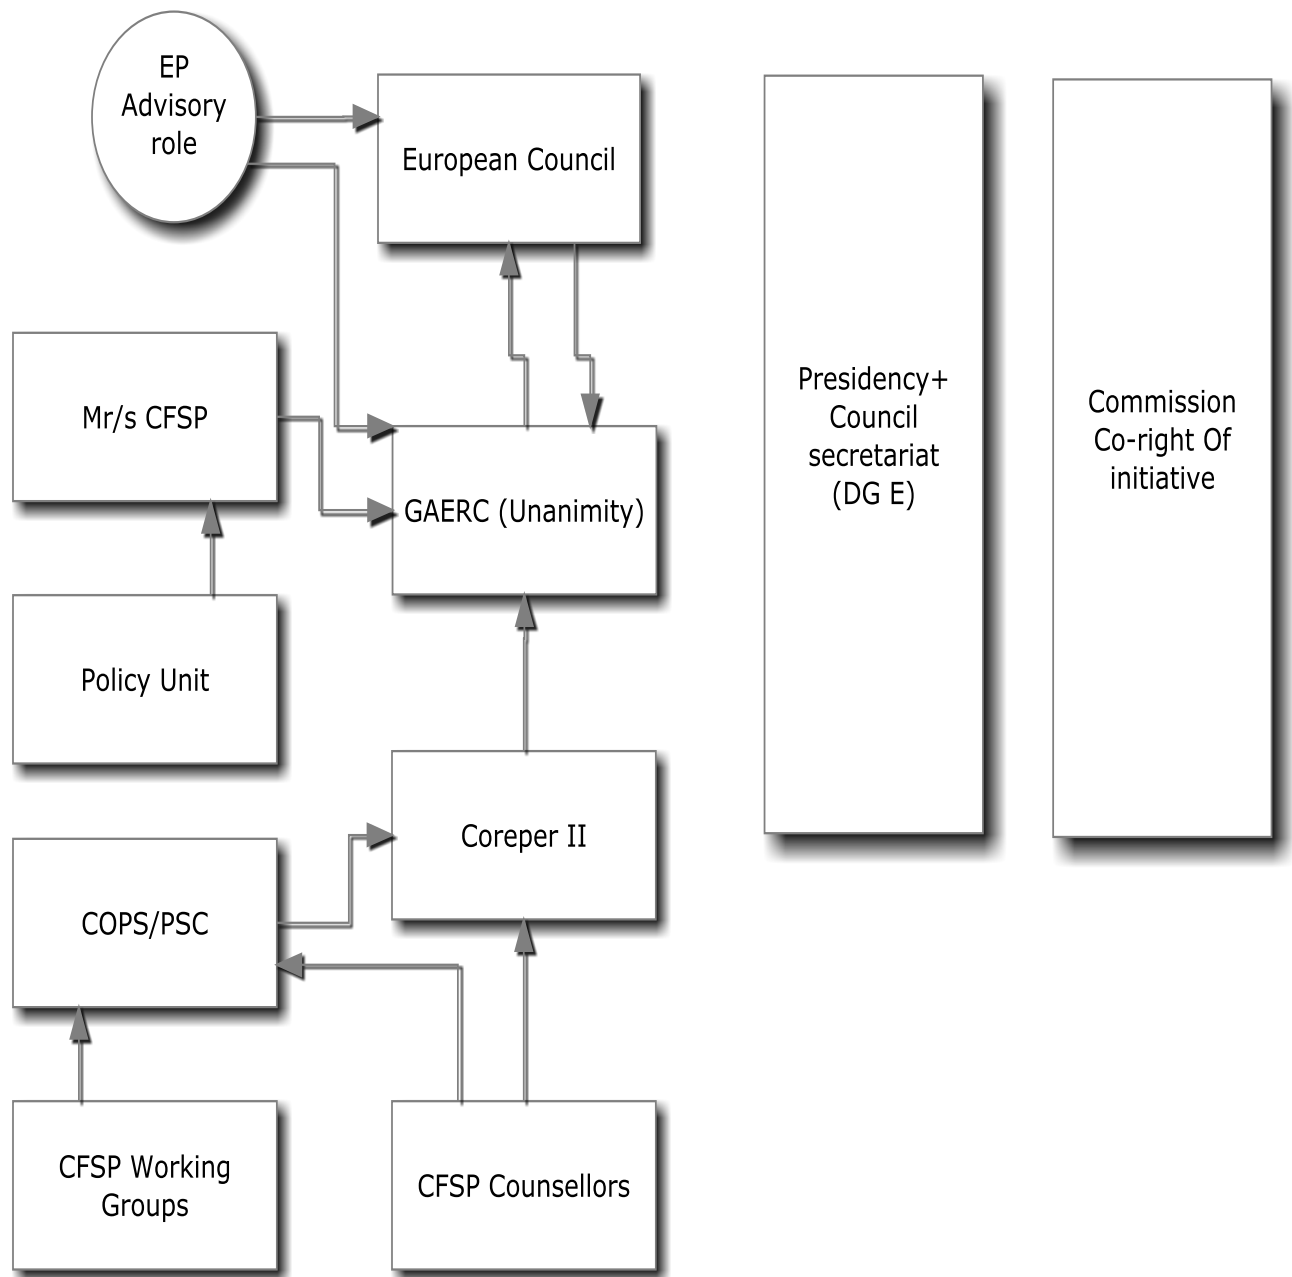 EP
Advisory
role
European Council
Mr/s CFSP
GAERC (Unanimity)
Policy Unit
Coreper II
COPS/PSC
CFSP Working
Groups
CFSP Counsellors
Presidency+
Council
secretariat
(DG E)
Commission
Co-right Of
initiative